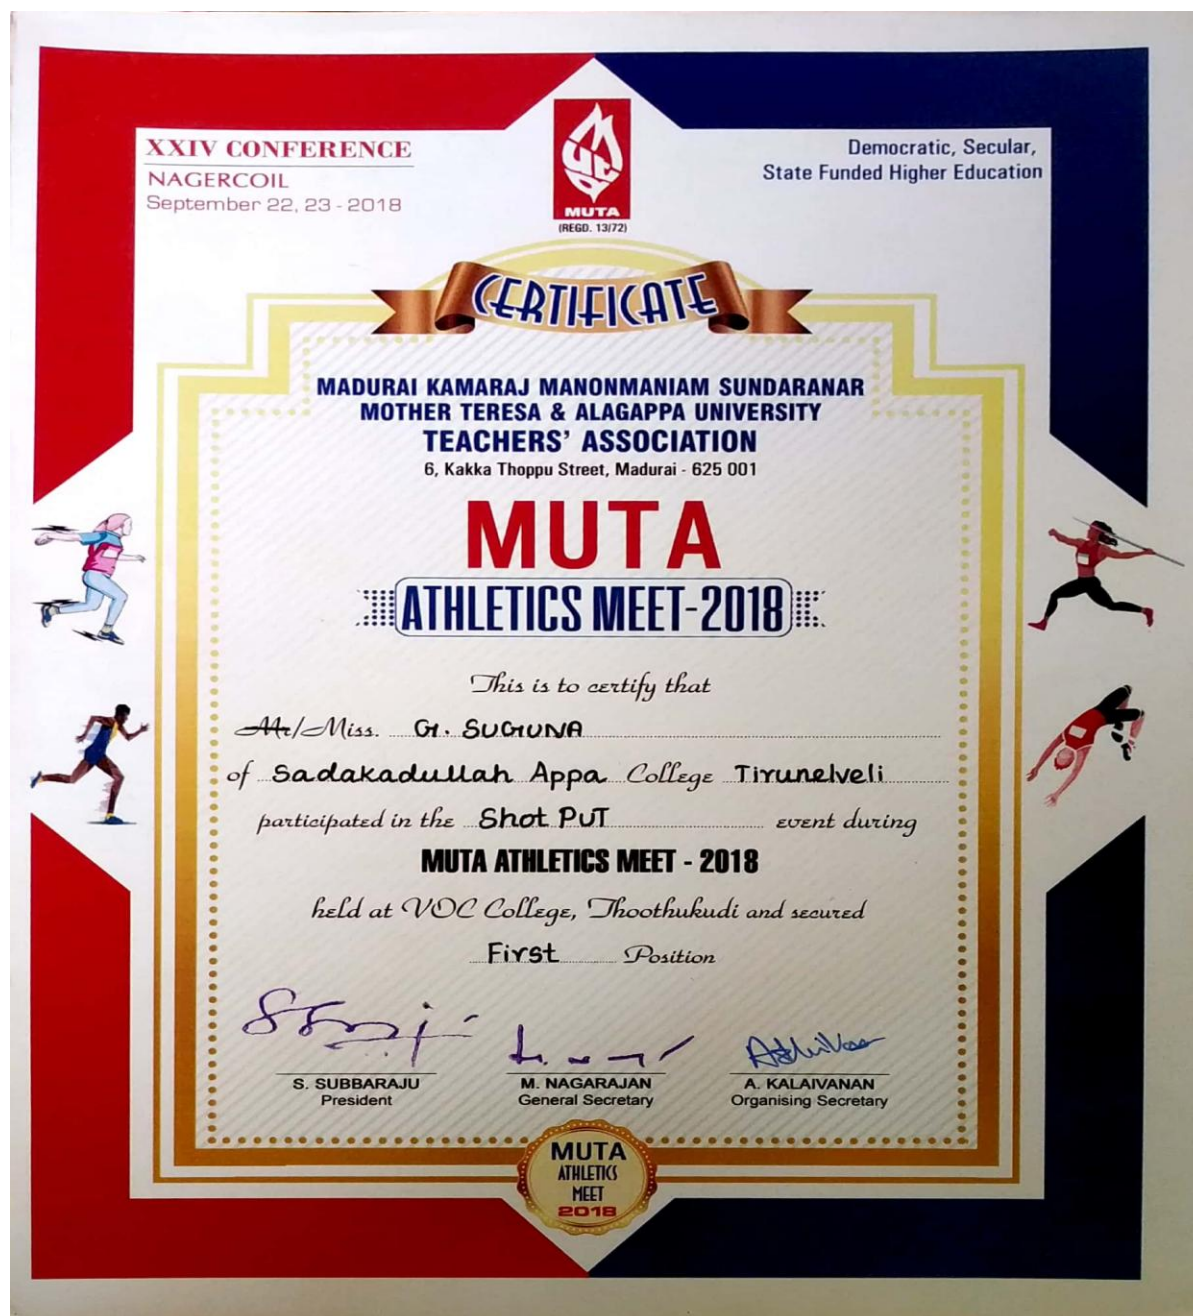 XXIV CONFERENCE
NAGERCOIL
September 22, 23 - 2018
MUTA
MUTA
(REGD. 13/72)
Democratic, Secular,
State Funded Higher Education
CERTIFICATE
MADURAI KAMARAJ MANONMANIAM SUNDARANAR
MOTHER TERESA & ALAGAPPA UNIVERSITY
TEACHERS' ASSOCIATION
6, Kakka Thoppu Street, Madurai - 625 001
MUTA
ATHLETICS MEET-2018
This is to certify that
Mr/Miss. G. SUGUNA
of Sadakadullah Appa College Tirunelveli
participated in the Shot PUT event during
MUTA ATHLETICS MEET - 2018
held at VOC College, Thoothukudi and secured
First Position
S. SUBBARAJU
President
M. NAGARAJAN
General Secretary
A. KALAIVANAN
Organising Secretary
MUTA
ATHLETICS
MEET
2018